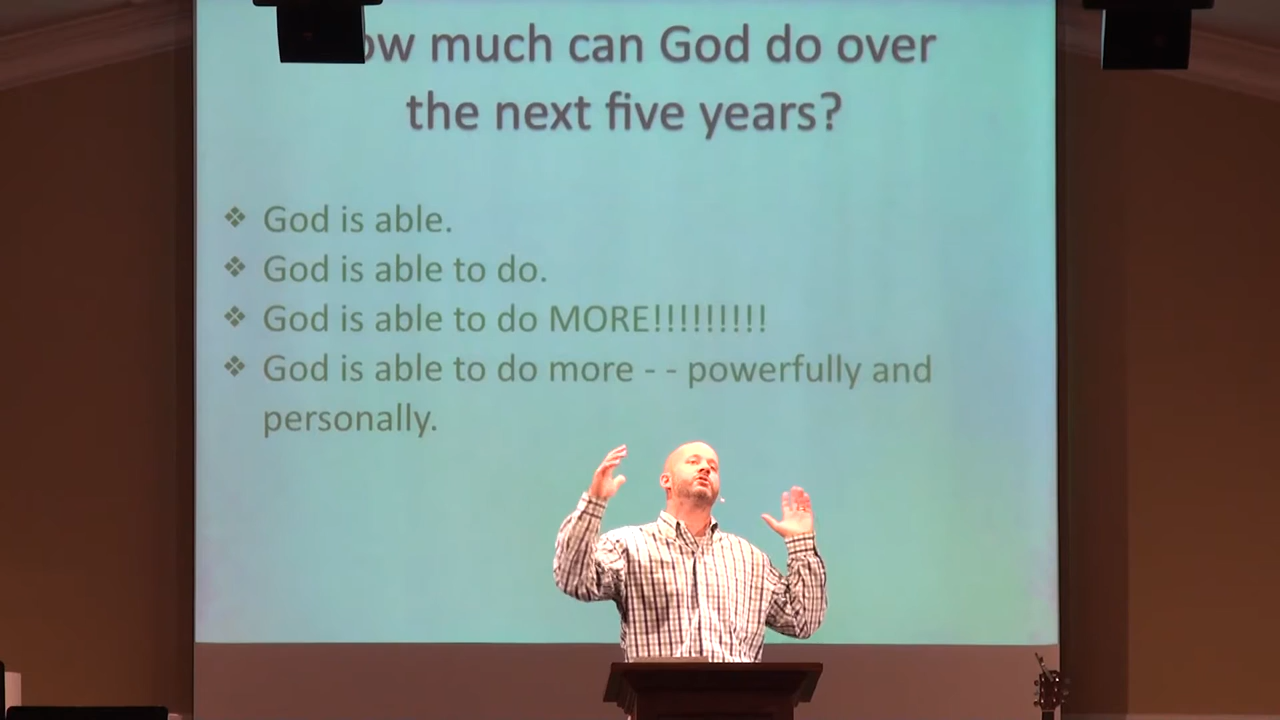 ow much can God do over
the next five years?
❖ God is able.
❖ God is able to do.
❖ God is able to do MORE!!!!!!!!!
❖ God is able to do more - - powerfully and
personally.